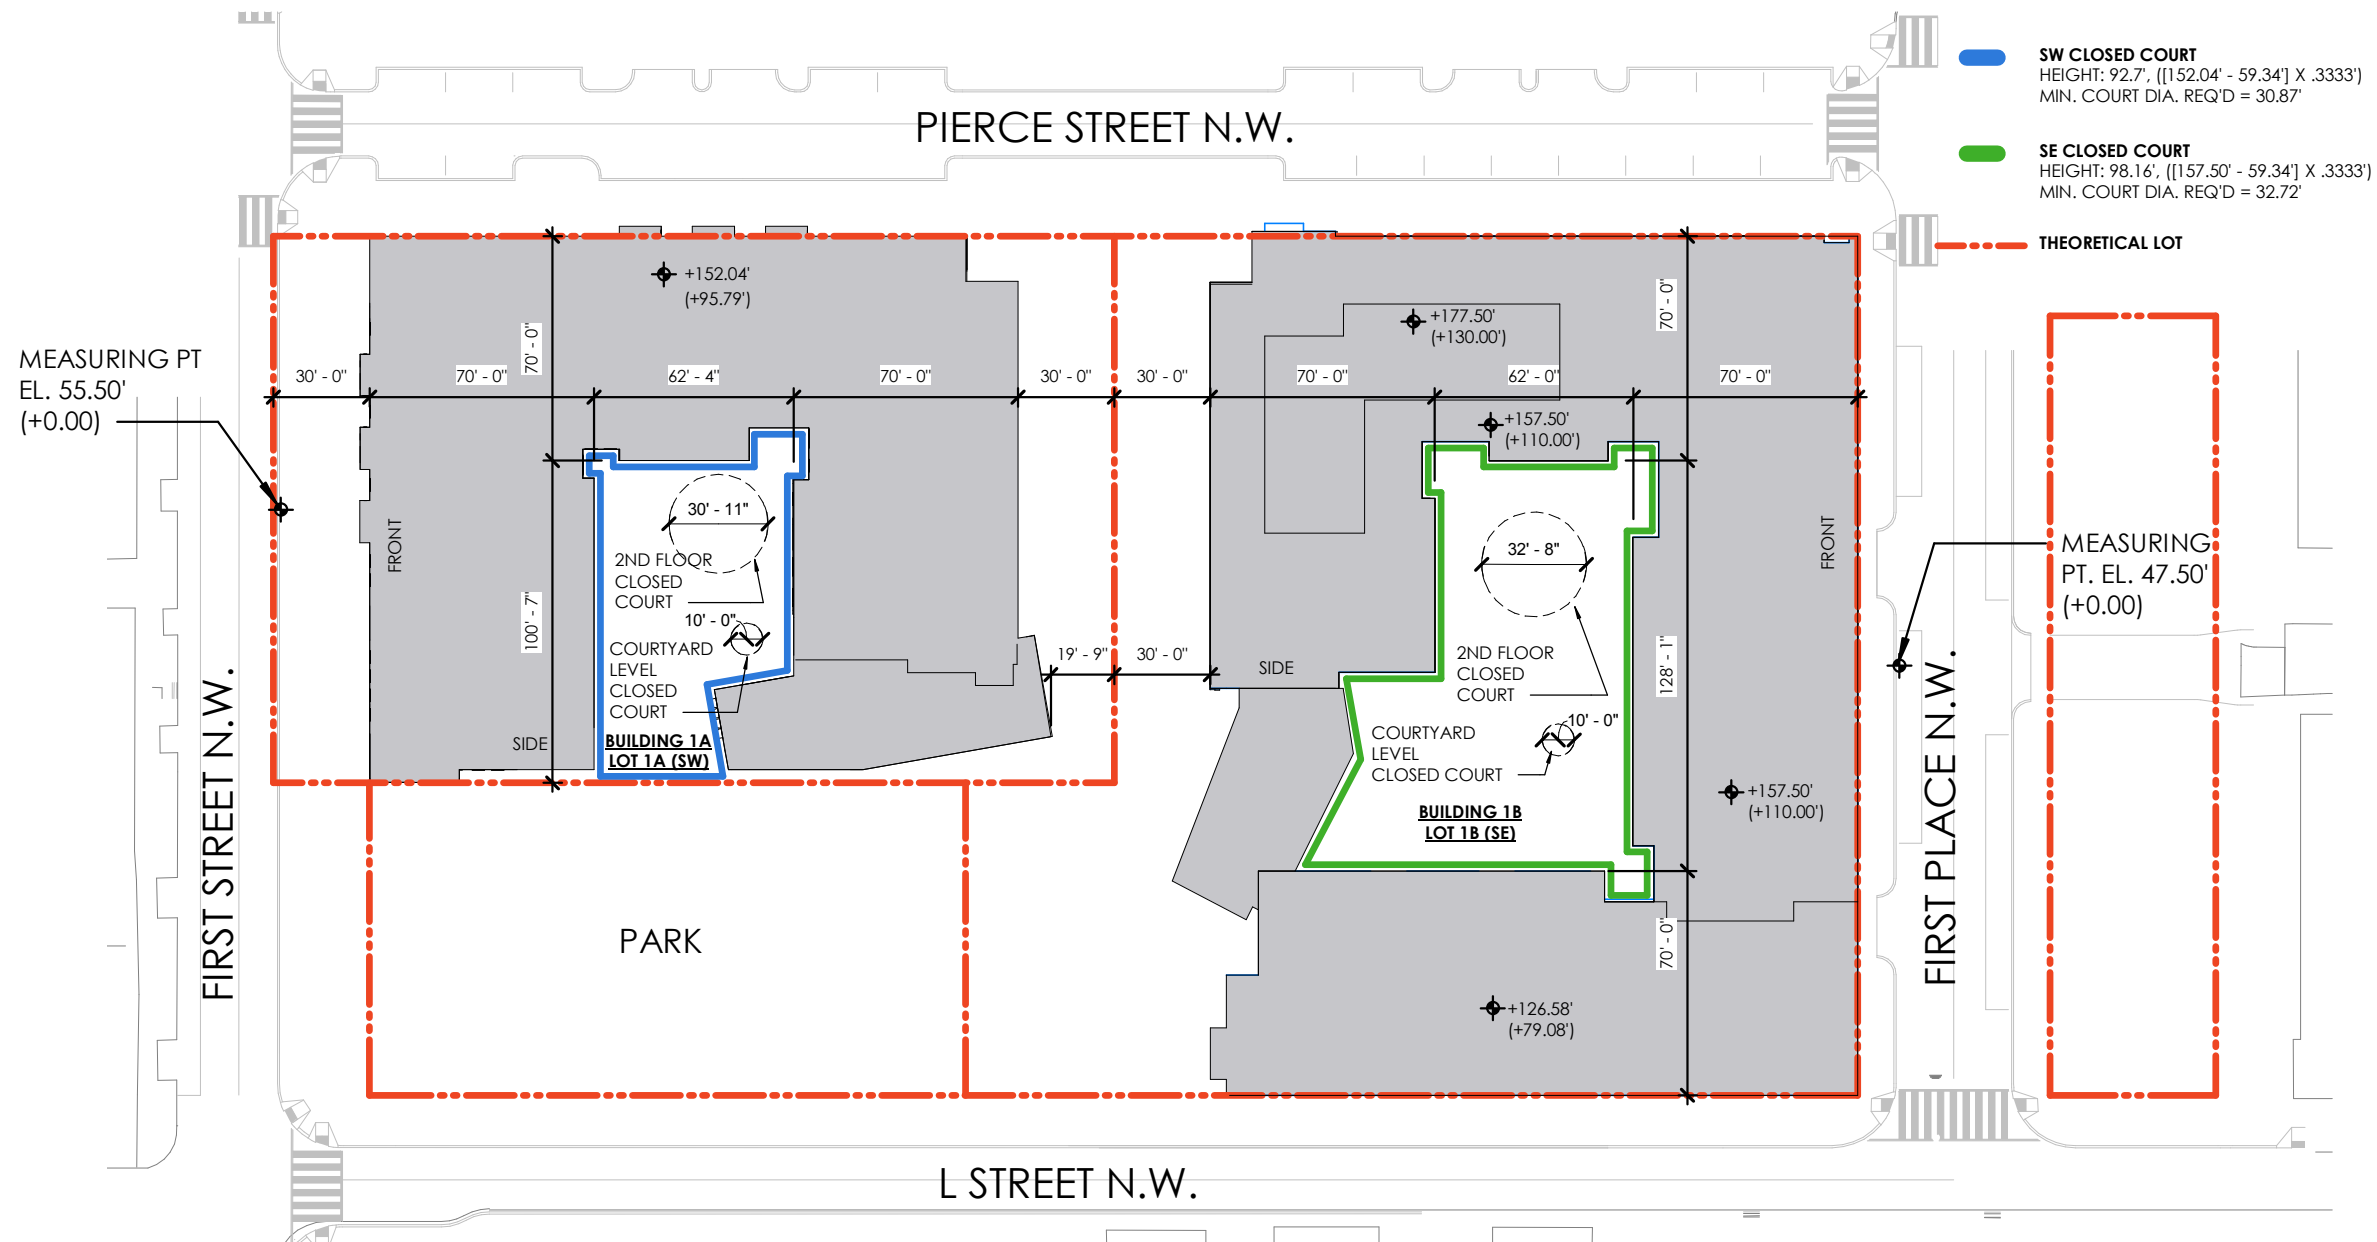 SW CLOSED COURT
HEIGHT: 92.7', ([152.04' - 59.34'] X .3333')
MIN. COURT DIA. REQ'D = 30.87'
SE CLOSED COURT
HEIGHT: 98.16', ([157.50' - 59.34'] X .3333')
MIN. COURT DIA. REQ'D = 32.72'
THEORETICAL LOT
PIERCE STREET N.W.
MEASURING PT
EL. 55.50'
(+0.00)
+152.04'
(+95.79')
70' - 0"
30' - 0"
70' - 0"
62' - 4"
70' - 0"
30' - 0"
30' - 0"
70' - 0"
62' - 0"
70' - 0"
+177.50'
(+130.00')
70' - 0"
+157.50'
(+110.00')
FRONT
30' - 11"
2ND FLOOR
CLOSED
COURT
10' - 0"
COURTYARD
LEVEL
CLOSED
COURT
100' - 7"
SIDE
BUILDING 1A
LOT 1A (SW)
19' - 9"
30' - 0"
SIDE
32' - 8"
2ND FLOOR
CLOSED
COURT
10' - 0"
COURTYARD
LEVEL
CLOSED COURT
BUILDING 1B
LOT 1B (SE)
128' - 1"
FRONT
+157.50'
(+110.00')
MEASURING
PT. EL. 47.50'
(+0.00)
FIRST STREET N.W.
PARK
70' - 0"
+126.58'
(+79.08')
FIRST PLACE N.W.
L STREET N.W.